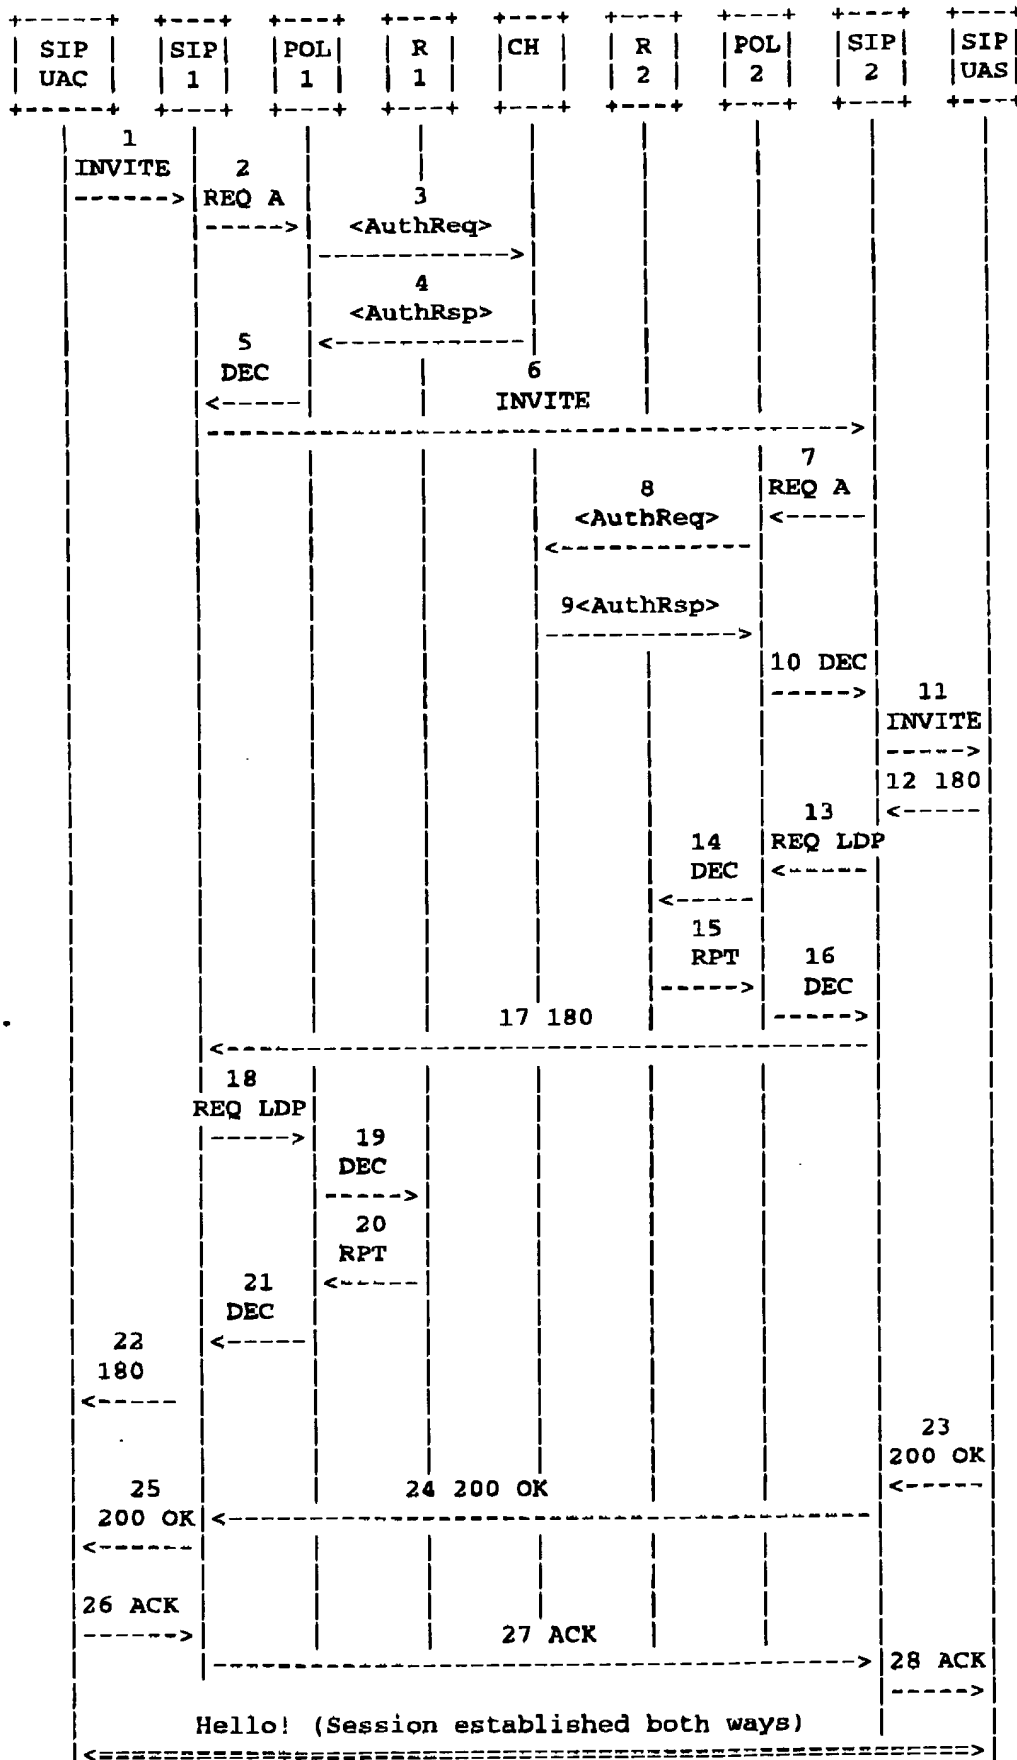 SIP UAC
SIP 1
POL 1
R 1
CH
R 2
POL 2
SIP 2
SIP UAS
1
INVITE
2
REQ A
3
<AuthReq>
4
<AuthRsp>
5
DEC
6
INVITE
7
REQ A
8
<AuthReq>
9<AuthRsp>
10 DEC
11
INVITE
12 180
13
REQ LDP
14
DEC
15
RPT
16
DEC
17 180
18
REQ LDP
19
DEC
20
RPT
21
DEC
22
180
23
200 OK
24 200 OK
25
200 OK
26 ACK
27 ACK
28 ACK
Hello! (Session established both ways)